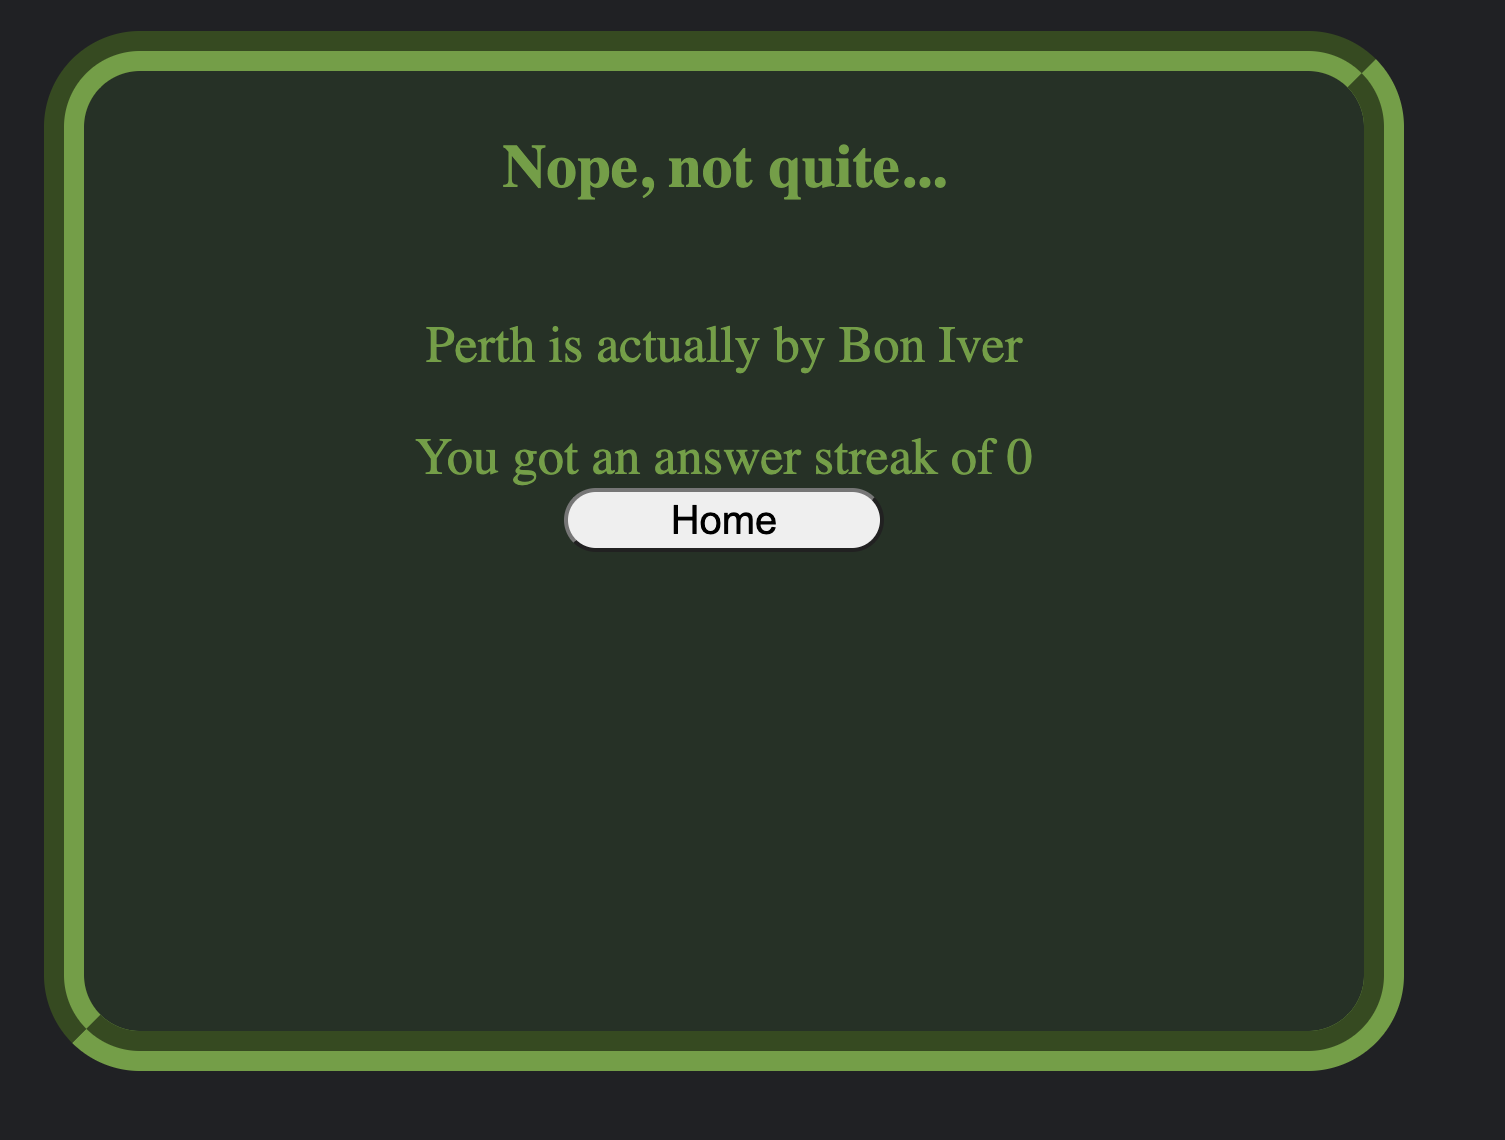 Nope, not quite...
Perth is actually by Bon Iver
You got an answer streak of 0
Home